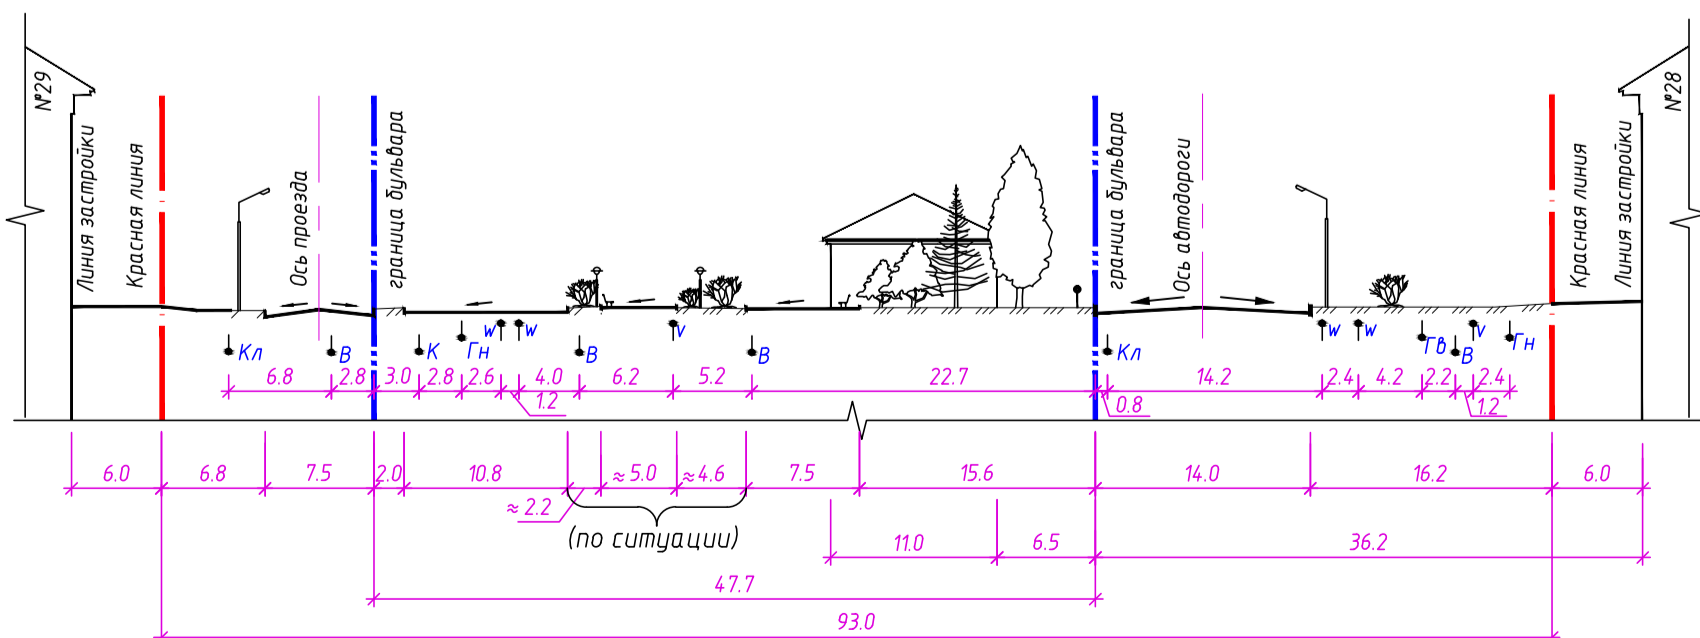 №29
Линия застройки
Красная линия
Ось проезда
граница бульвара
граница бульвара
Ось автодороги
Красная линия
Линия застройки
№28
Кл
В
К
Гн
w
w
В
v
В
Кл
w
w
Гв
В
v
Гн
6.8
2.8
3.0
2.8
2.6
1.2
4.0
6.2
5.2
22.7
0.8
14.2
2.4
4.2
2.2
1.2
2.4
6.0
6.8
7.5
2.0
10.8
≈ 2.2
≈ 5.0
≈ 4.6
7.5
15.6
14.0
16.2
6.0
(по ситуации)
11.0
6.5
36.2
47.7
93.0